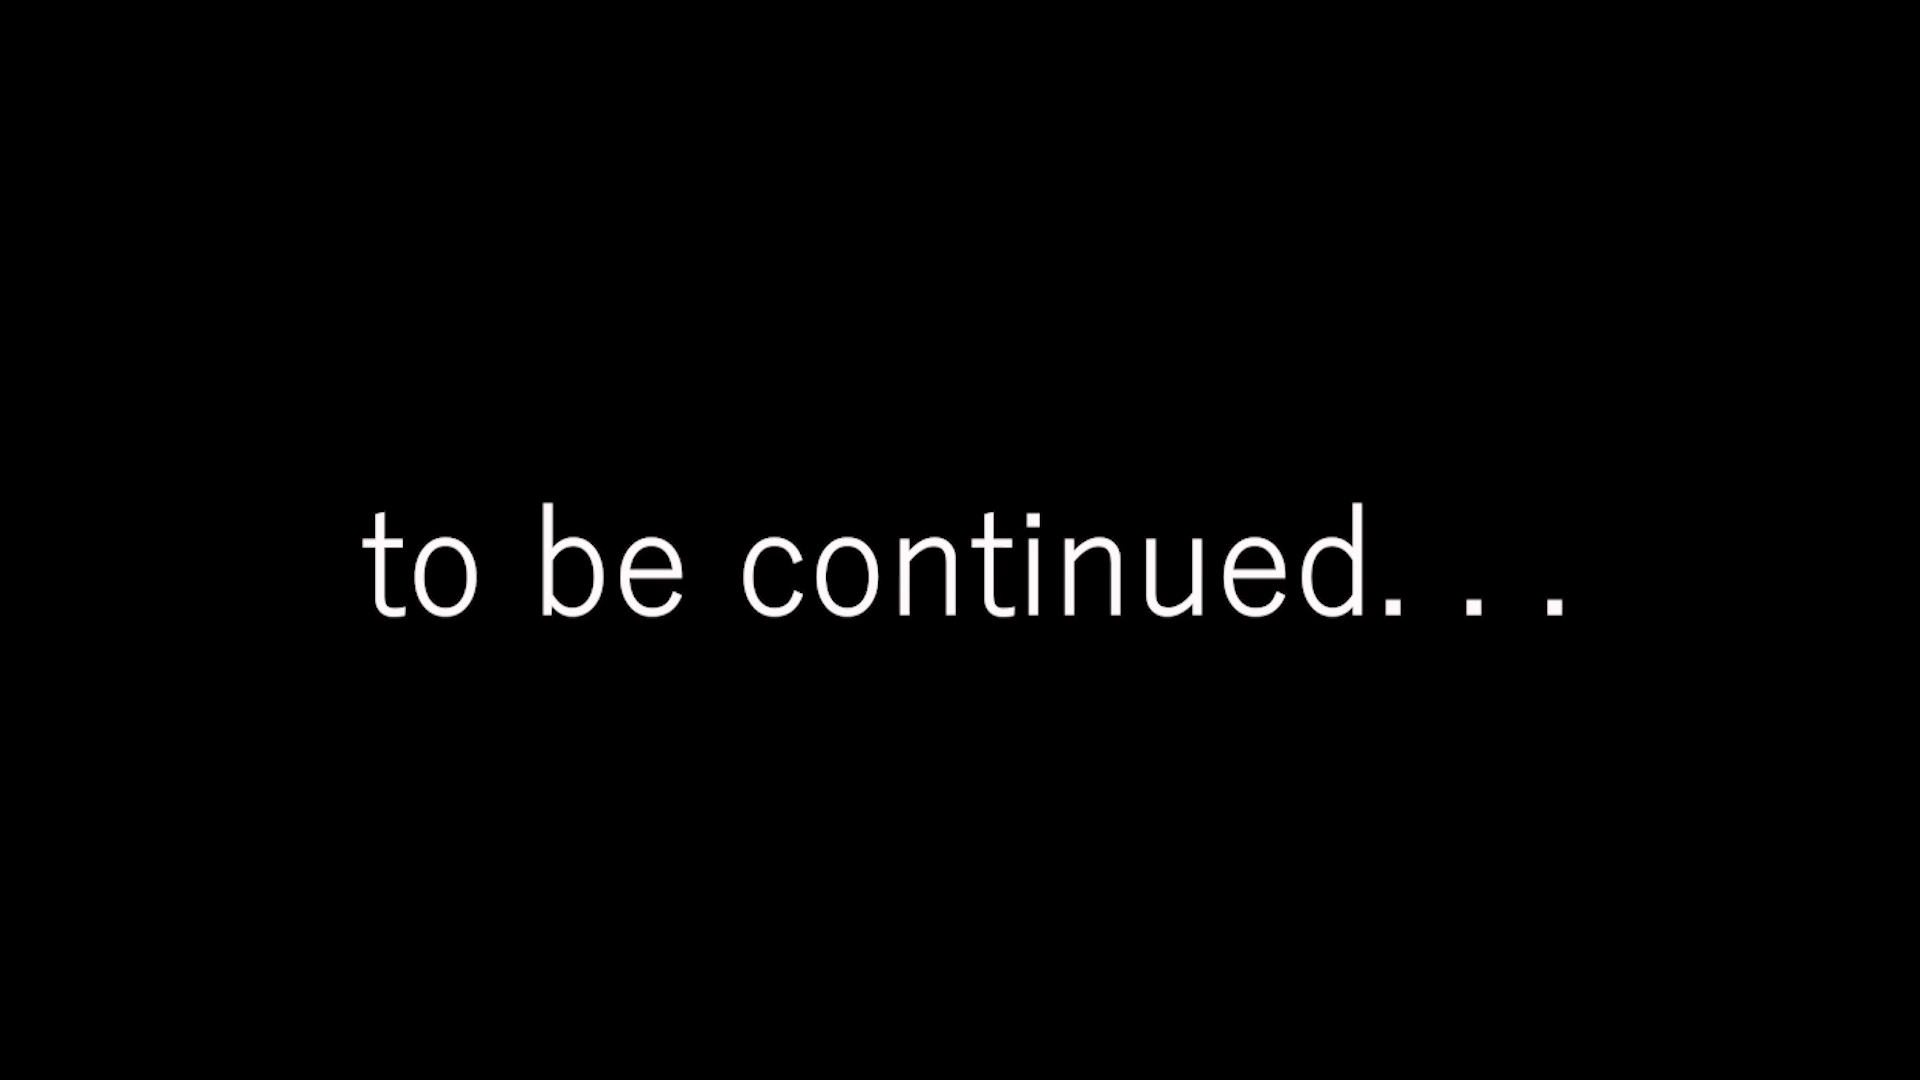 to be continued. . .